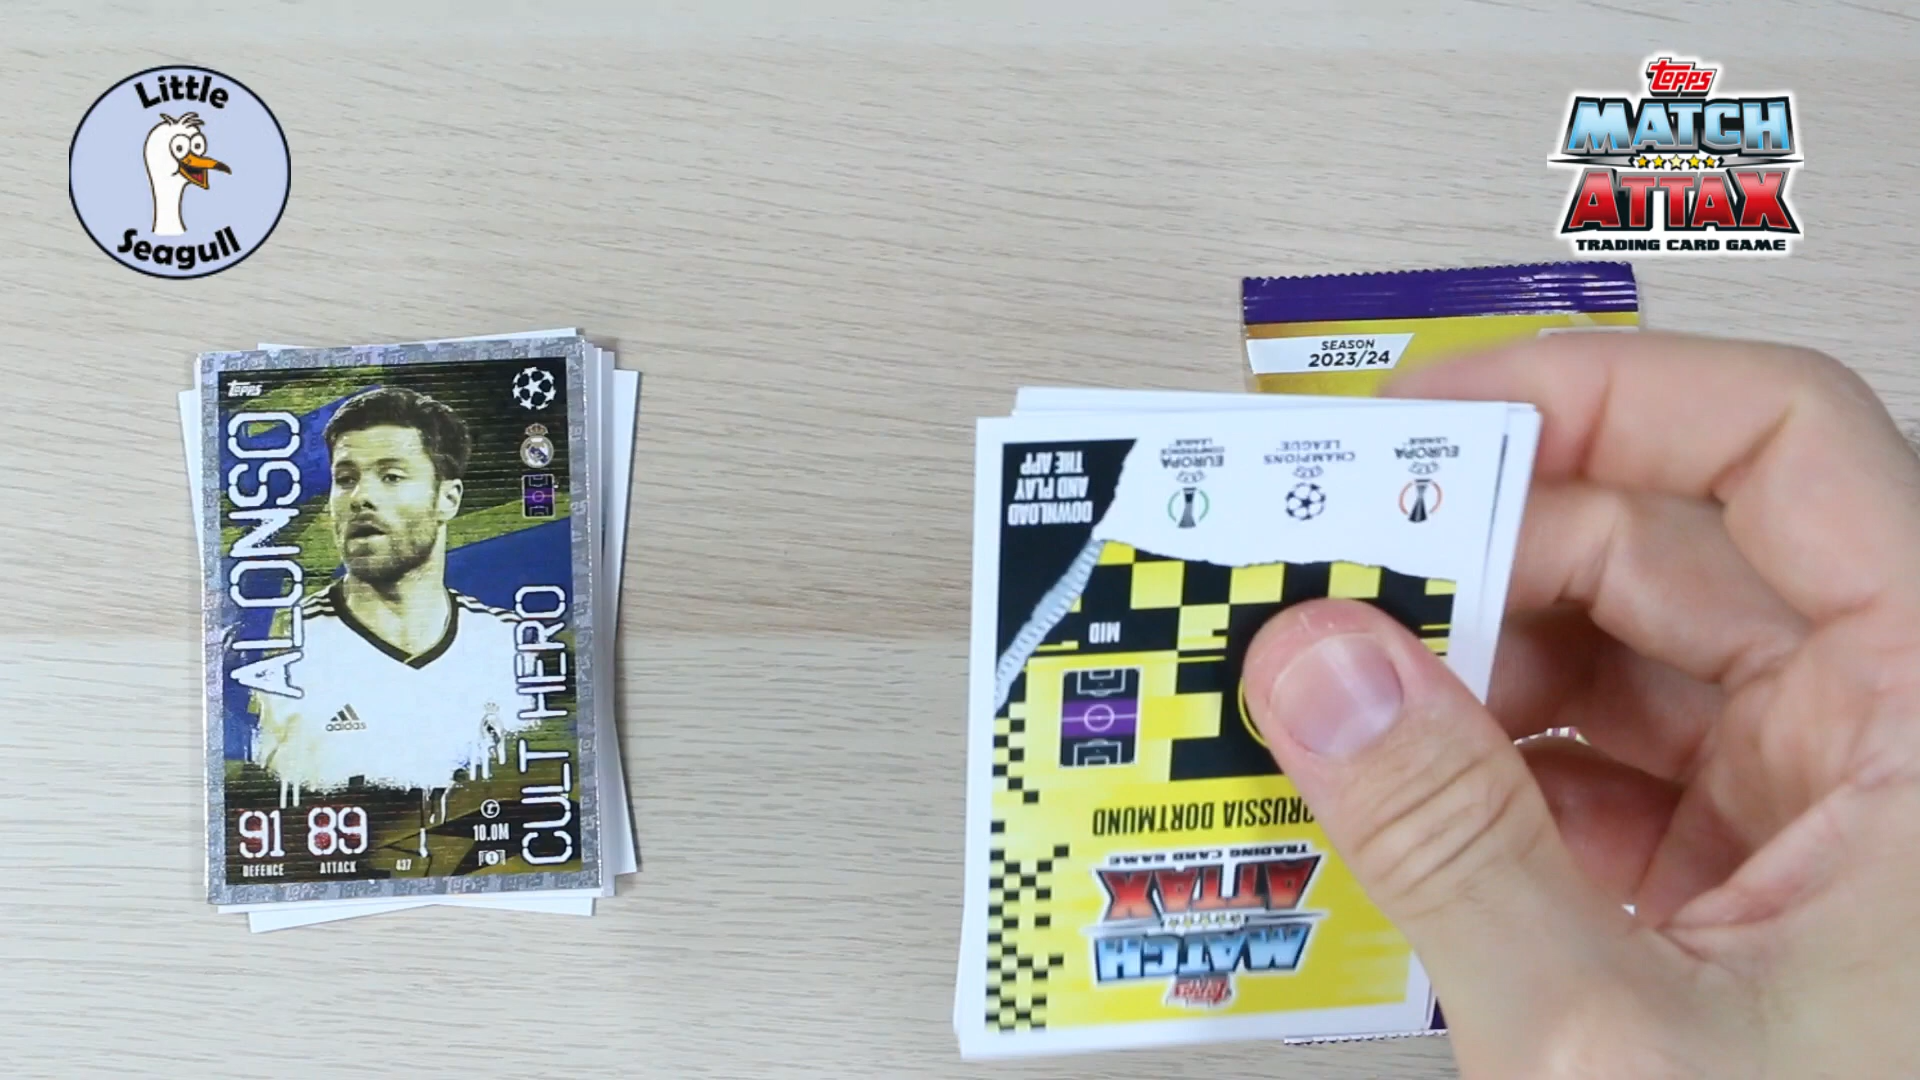 Little
Seagull
topps
MATCH
ATTAX
TRADING CARD GAME
SEASON
2023/24
topps
ALONSO
CULT HERO
91
DEFENCE
89
ATTACK
437
10.0M
DOWNLOAD
AND PLAY
THE APP
EUROPA
CONFERENCE
LEAGUE
CHAMPIONS
LEAGUE
EUROPA
LEAGUE
MID
ORUSSIA DORTMUND
topps
MATCH
ATTAX
TRADING CARD GAME
adidas